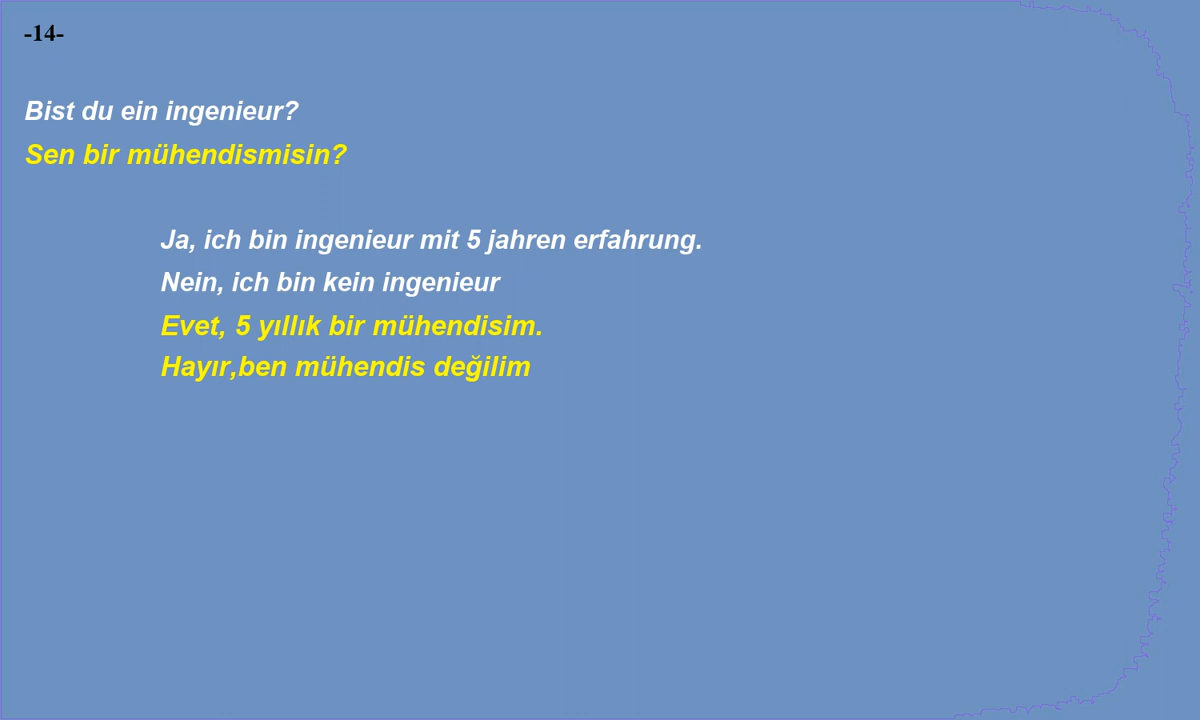 -14-
Bist du ein ingenieur?
Sen bir mühendismisin?
Ja, ich bin ingenieur mit 5 jahren erfahrung.
Nein, ich bin kein ingenieur
Evet, 5 yıllık bir mühendisim.
Hayır,ben mühendis değilim